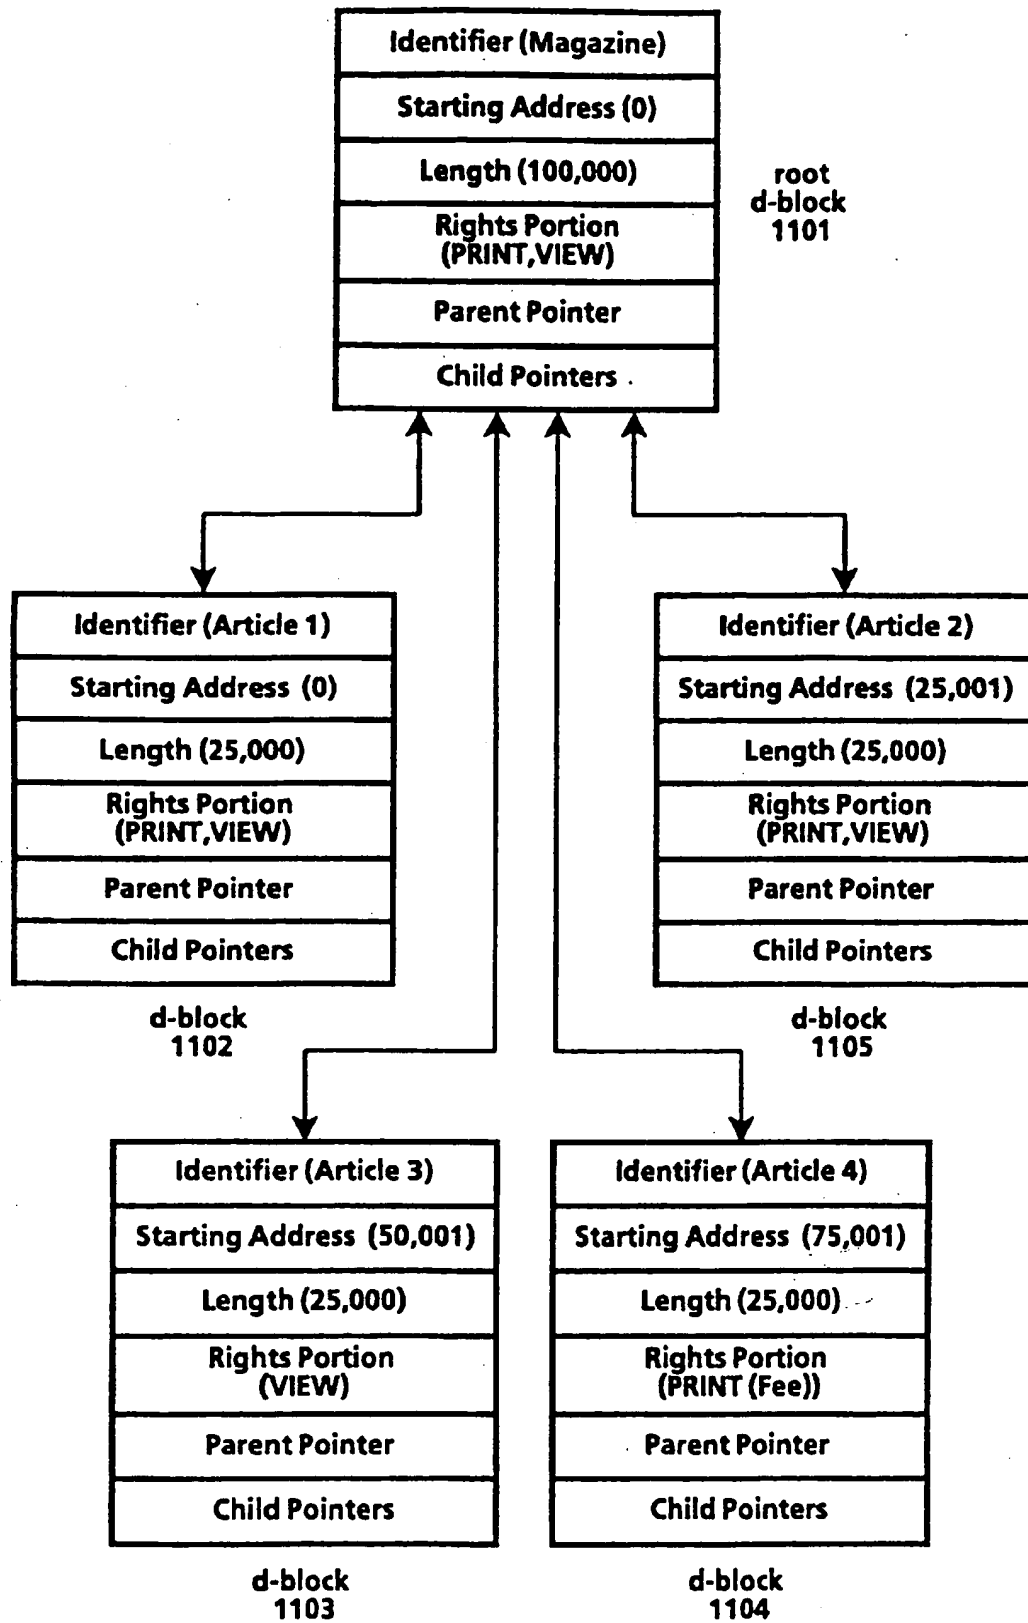 Identifier (Magazine)
Starting Address (0)
Length (100,000)
Rights Portion
(PRINT,VIEW)
Parent Pointer
Child Pointers
root
d-block
1101
Identifier (Article 1)
Starting Address (0)
Length (25,000)
Rights Portion
(PRINT,VIEW)
Parent Pointer
Child Pointers
d-block
1102
Identifier (Article 2)
Starting Address (25,001)
Length (25,000)
Rights Portion
(PRINT,VIEW)
Parent Pointer
Child Pointers
d-block
1105
Identifier (Article 3)
Starting Address (50,001)
Length (25,000)
Rights Portion
(VIEW)
Parent Pointer
Child Pointers
d-block
1103
Identifier (Article 4)
Starting Address (75,001)
Length (25,000)
Rights Portion
(PRINT (Fee))
Parent Pointer
Child Pointers
d-block
1104